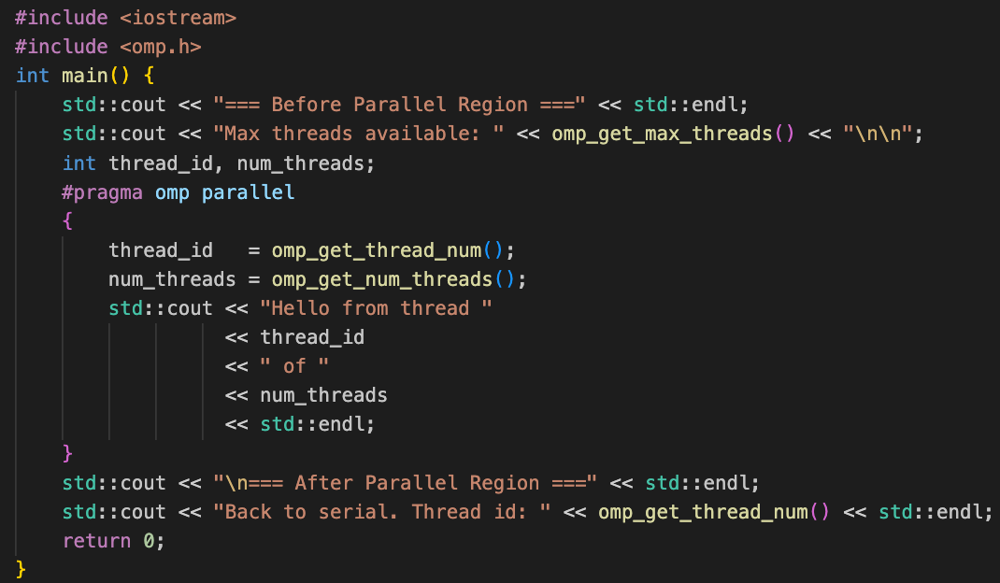 #include <iostream>
#include <omp.h>
int main() {
    std::cout << "=== Before Parallel Region ===" << std::endl;
    std::cout << "Max threads available: " << omp_get_max_threads() << "\n\n";
    int thread_id, num_threads;
    #pragma omp parallel
    {
        thread_id   = omp_get_thread_num();
        num_threads = omp_get_num_threads();
        std::cout << "Hello from thread "
                  << thread_id
                  << " of "
                  << num_threads
                  << std::endl;
    }
    std::cout << "\n=== After Parallel Region ===" << std::endl;
    std::cout << "Back to serial. Thread id: " << omp_get_thread_num() << std::endl;
    return 0;
}